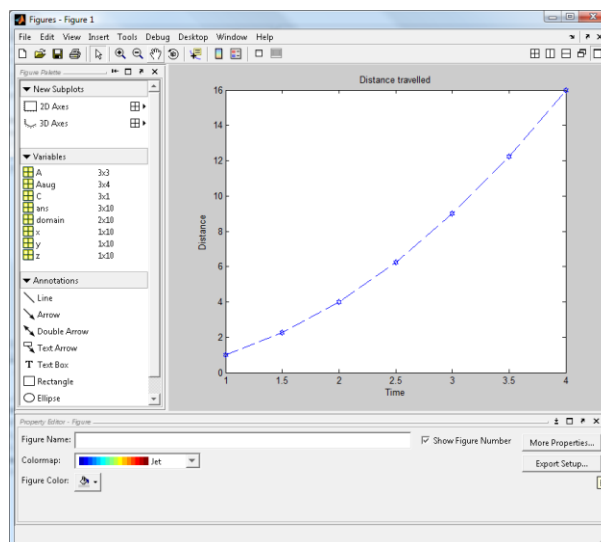 Figures - Figure 1
File Edit View Insert Tools Debug Desktop Window Help
Figure Palette
New Subplots
2D Axes
3D Axes
Variables
A 3x3
Aaug 3x4
C 3x1
ans 3x10
domain 2x10
x 1x10
y 1x10
z 1x10
Annotations
Line
Arrow
Double Arrow
Text Arrow
T Text Box
Rectangle
Ellipse
Distance travelled
16
14
12
10
8
6
4
2
0
Distance
1 1.5 2 2.5 3 3.5 4
Time
Property Editor - Figure
Figure Name:
Show Figure Number
More Properties...
Colormap: Jet
Export Setup...
Figure Color: